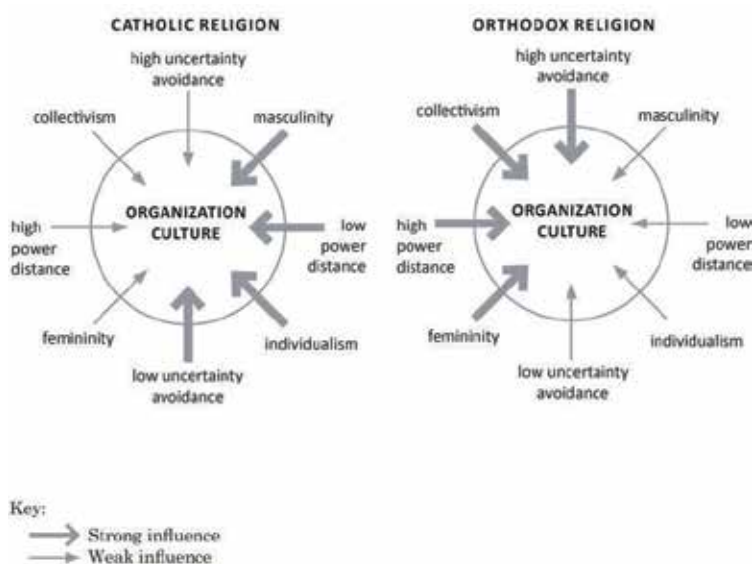 CATHOLIC RELIGION
high uncertainty
avoidance
collectivism
masculinity
ORGANIZATION
CULTURE
high
power
distance
low
power
distance
femininity
individualism
low uncertainty
avoidance
ORTHODOX RELIGION
high uncertainty
avoidance
collectivism
masculinity
ORGANIZATION
CULTURE
high
power
distance
low
power
distance
femininity
individualism
low uncertainty
avoidance
Key:
Strong influence
Weak influence